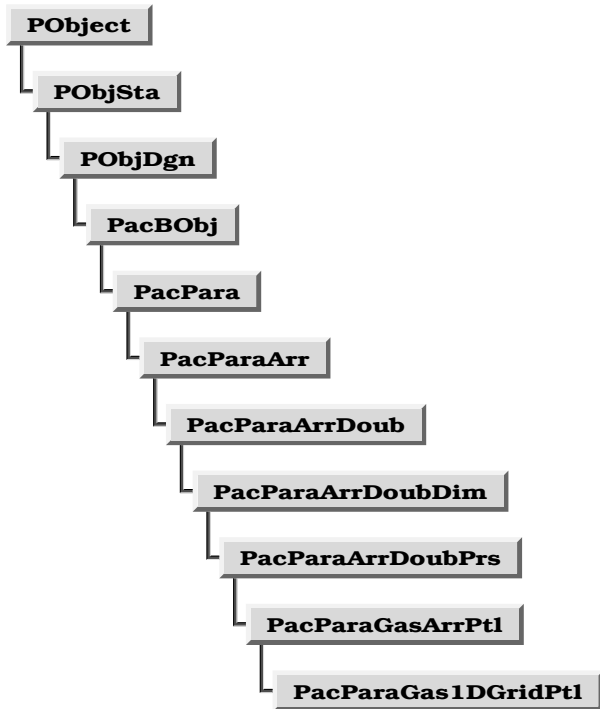 PObject
PObjSta
PObjDgn
PacBObj
PacPara
PacParaArr
PacParaArrDoub
PacParaArrDoubDim
PacParaArrDoubPrs
PacParaGasArrPtl
PacParaGas1DGridPtl